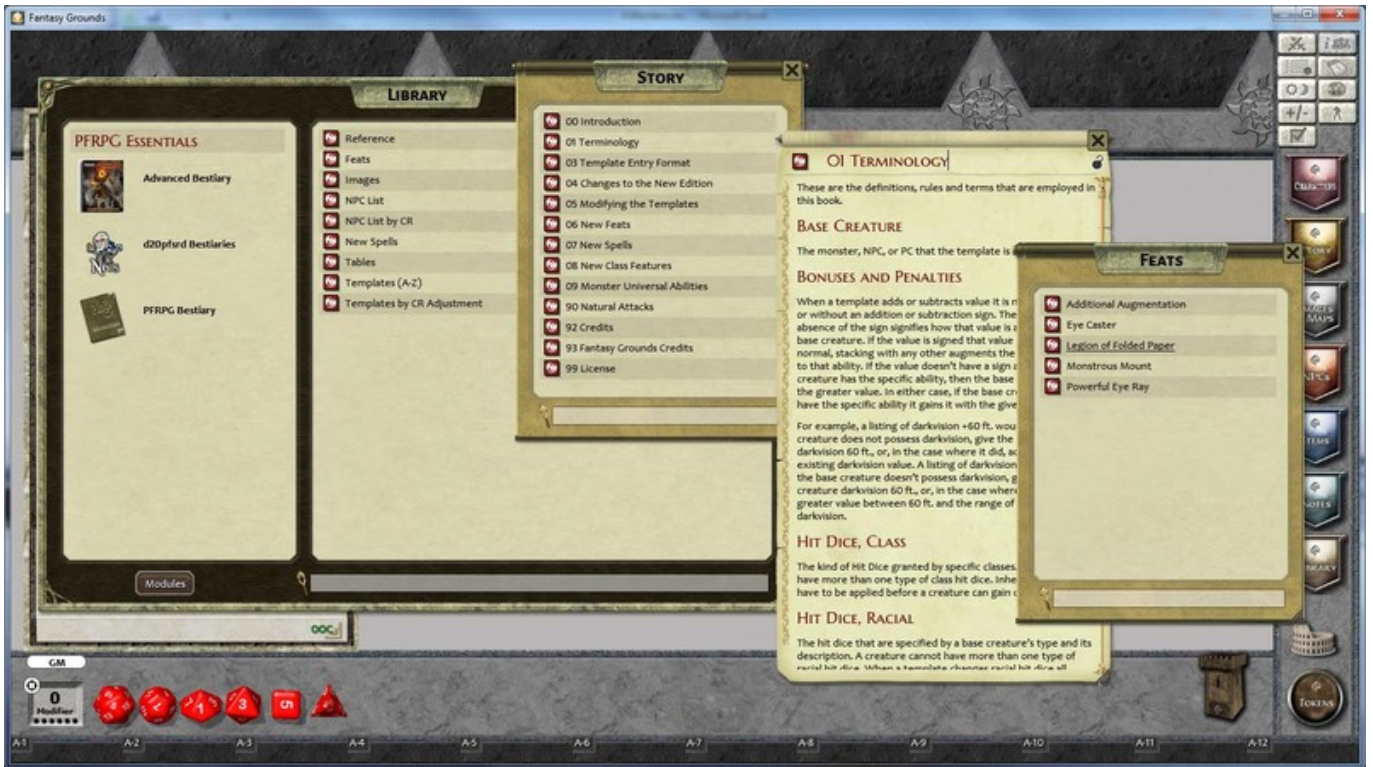 Fantasy Grounds
LIBRARY
PFRPG ESSENTIALS
Advanced Bestiary
d20pfsrd Bestiaries
PFRPG Bestiary
Modules
Reference
Feats
Images
NPC List
NPC List by CR
New Spells
Tables
Templates (A-Z)
Templates by CR Adjustment
STORY
00 Introduction
01 Terminology
03 Template Entry Format
04 Changes to the New Edition
05 Modifying the Templates
06 New Feats
07 New Spells
08 New Class Features
09 Monster Universal Abilities
90 Natural Attacks
92 Credits
93 Fantasy Grounds Credits
99 License
01 TERMINOLOGY
These are the definitions, rules and terms that are employed in
this book.
BASE CREATURE
The monster, NPC, or PC that the template is
BONUSES AND PENALTIES
When a template adds or subtracts value it is
or without an addition or subtraction sign. The
absence of the sign signifies how that value is
base creature. If the value is signed that value
normal, stacking with any other augments the
to that ability. If the value doesn't have a sign
creature has the specific ability, then the base
the greater value. In either case, if the base
have the specific ability it gains it with the
For example, a listing of darkvision +60 ft.
creature does not possess darkvision, give the
darkvision 60 ft., or, in the case where it did,
existing darkvision value. A listing of darkvision
the base creature doesn't possess darkvision,
creature darkvision 60 ft., or, in the case where
greater value between 60 ft. and the range of
darkvision.
HIT DICE, CLASS
The kind of Hit Dice granted by specific classes.
have more than one type of class hit dice.
have to be applied before a creature can gain
HIT DICE, RACIAL
The hit dice that are specified by a base creature's type and its
description. A creature cannot have more than one type of
racial hit dice. When a template changes racial hit dice all
FEATS
Additional Augmentation
Eye Caster
Legion of Folded Paper
Monstrous Mount
Powerful Eye Ray
+/-
CHARACTERS
NPCS
NOTES
TOKENS
OOC
GM
0
Modifier
1
3
5
A-1
A-2
A-3
A-4
A-5
A-6
A-7
A-8
A-9
A-10
A-11
A-12